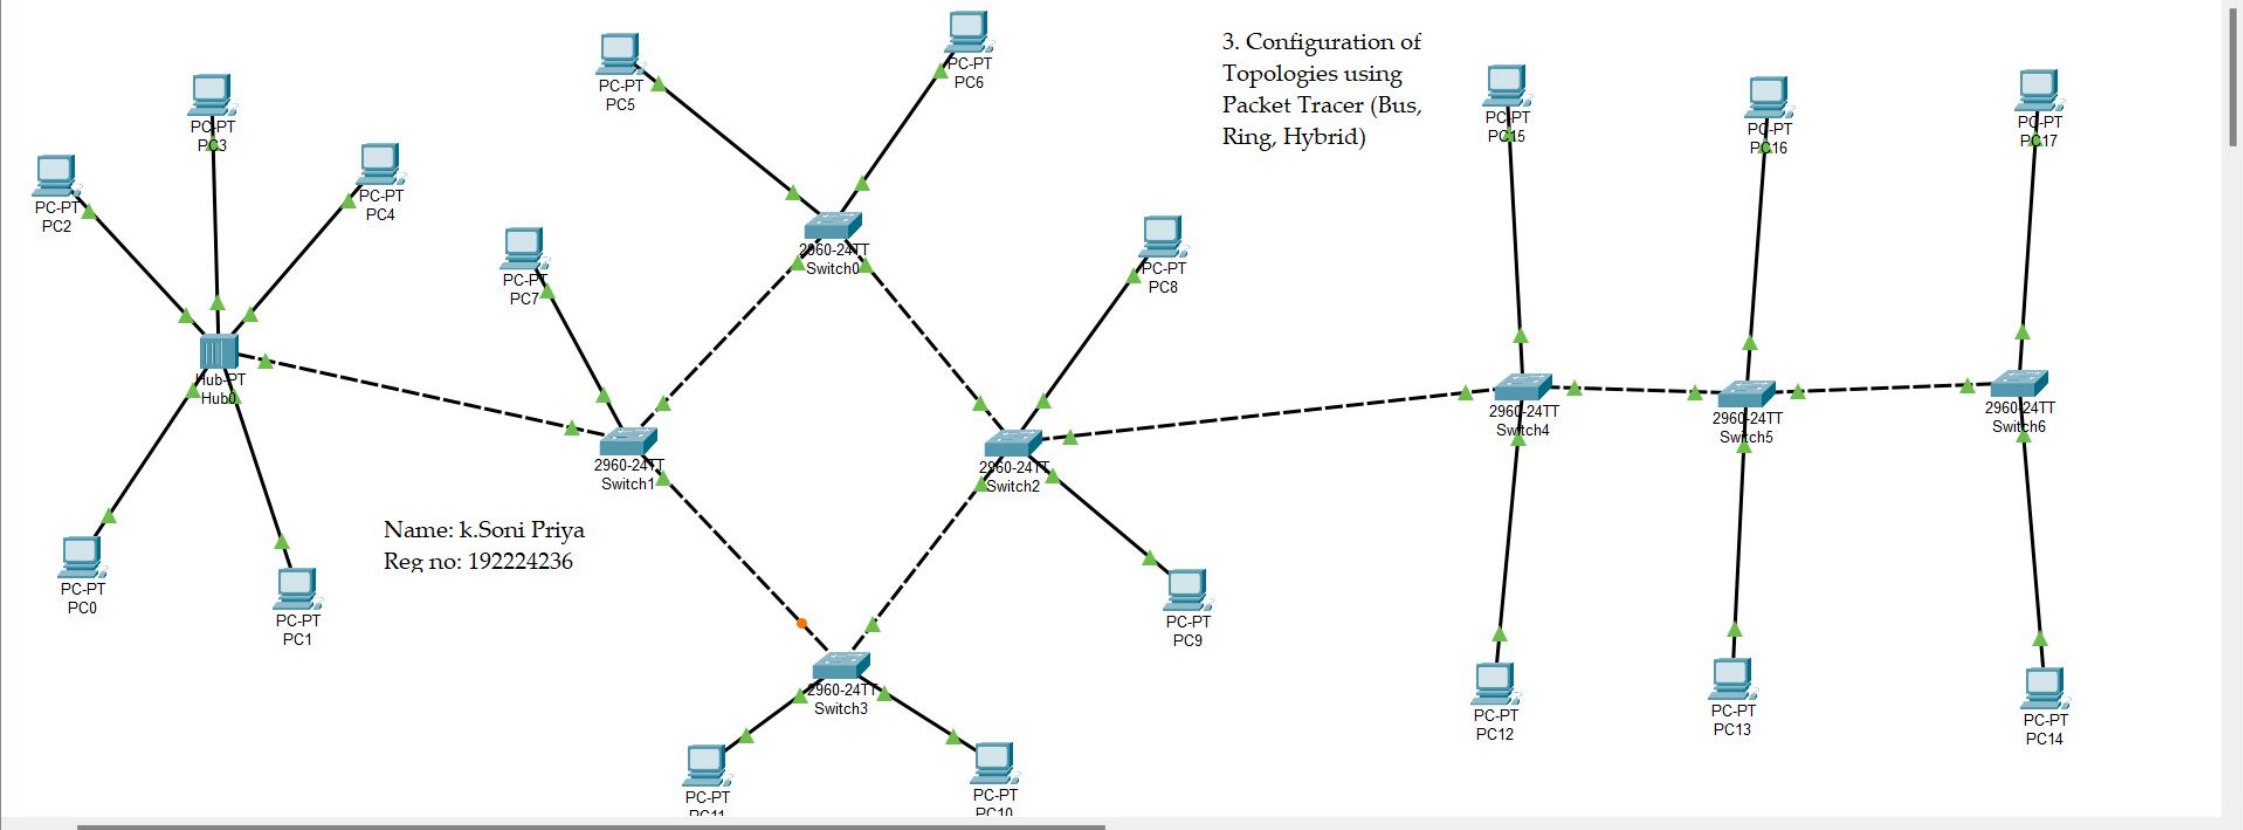 PC-PT
PC2
PC-PT
PC3
PC-PT
PC4
Hub-PT
Hub0
PC-PT
PC0
PC-PT
PC1
Name: k.Soni Priya
Reg no: 192224236
PC-PT
PC5
PC-PT
PC6
PC-PT
PC7
2960-24TT
Switch0
PC-PT
PC8
2960-24TT
Switch1
2960-24TT
Switch2
PC-PT
PC9
2960-24TT
Switch3
PC-PT
PC11
PC-PT
PC10
3. Configuration of
Topologies using
Packet Tracer (Bus,
Ring, Hybrid)
PC-PT
PC15
PC-PT
PC16
PC-PT
PC17
2960-24TT
Switch4
2960-24TT
Switch5
2960-24TT
Switch6
PC-PT
PC12
PC-PT
PC13
PC-PT
PC14